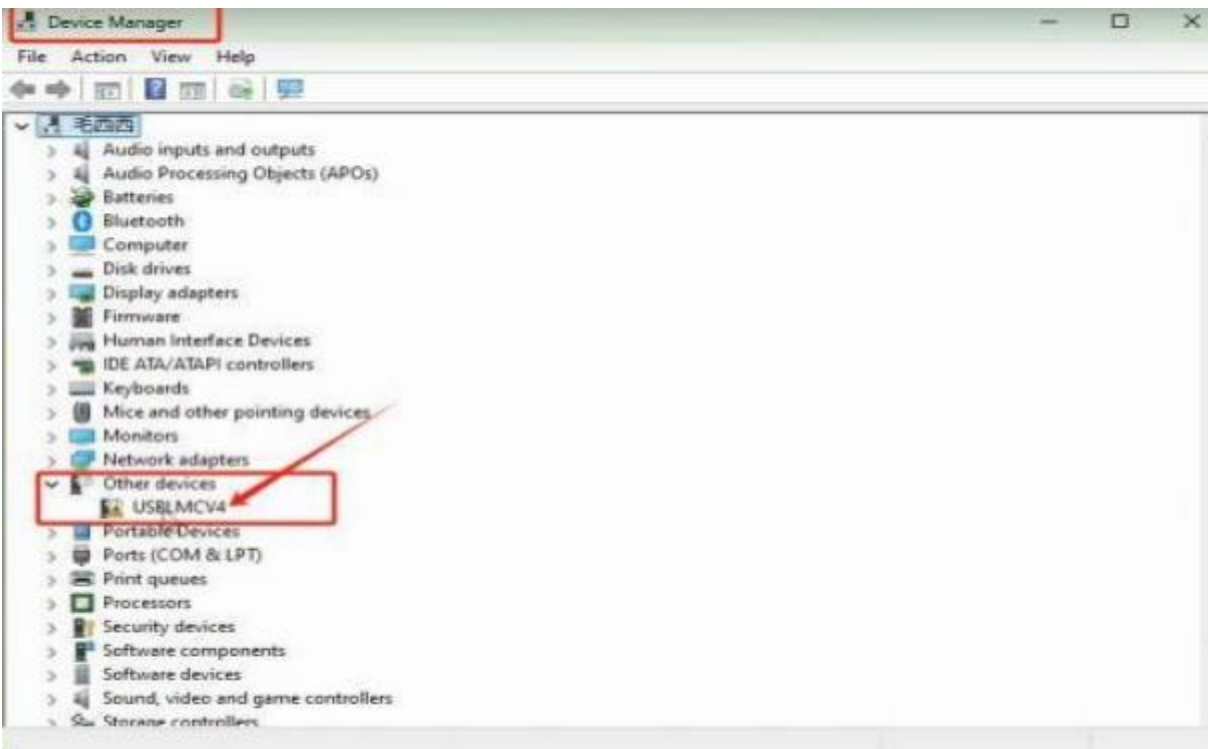 Device Manager
File Action View Help
毛西西
Audio inputs and outputs
Audio Processing Objects (APOs)
Batteries
Bluetooth
Computer
Disk drives
Display adapters
Firmware
Human Interface Devices
IDE ATA/ATAPI controllers
Keyboards
Mice and other pointing devices
Monitors
Network adapters
Other devices
USBLMCV4
Portable Devices
Ports (COM & LPT)
Print queues
Processors
Security devices
Software components
Software devices
Sound, video and game controllers
Storage controllers